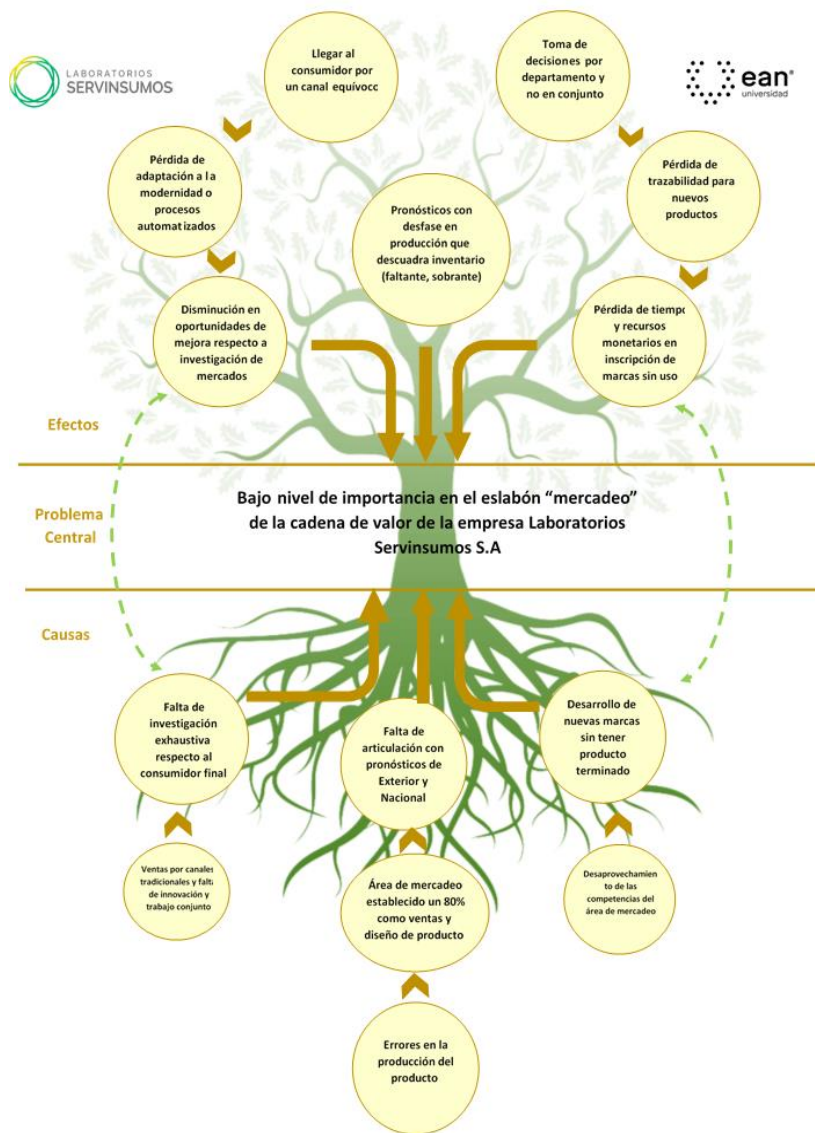 LABORATORIOS
SERVINSUMOS
Llegar al
consumidor por
un canal equívocc
Toma de
decisiones por
departamento y
no en conjunto
ean®
universidad
Pérdida de
adaptación a la
modernidad o
procesos
automatizados
Pronósticos con
desfase en
producción que
descuadra inventario
(faltante, sobrante)
Pérdida de
trazabilidad para
nuevos
productos
Disminución en
oportunidades de
mejora respecto a
investigación de
mercados
Pérdida de tiempo
y recursos
monetarios en
inscripción de
marcas sin uso
Efectos
Problema
Central
Bajo nivel de importancia en el eslabón “mercadeo”
de la cadena de valor de la empresa Laboratorios
Servinsumos S.A
Causas
Falta de
investigación
exhaustiva
respecto al
consumidor final
Falta de
articulación con
pronósticos de
Exterior y
Nacional
Desarrollo de
nuevas marcas
sin tener
producto
terminado
Ventas por canales
tradicionales y falta
de innovación y
trabajo conjunto
Área de mercadeo
establecido un 80%
como ventas y
diseño de producto
Desaprovechamien
to de las
competencias del
área de mercadeo
Errores en la
producción del
producto